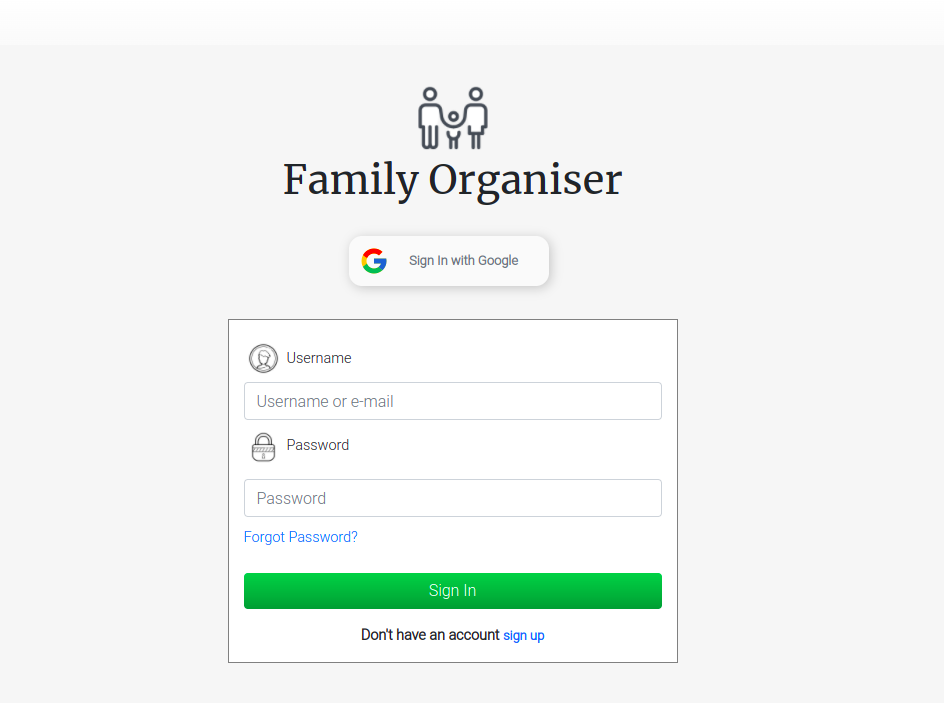 Family Organiser
Sign In with Google
Username
Username or e-mail
Password
Password
Forgot Password?
Sign In
Don't have an account sign up